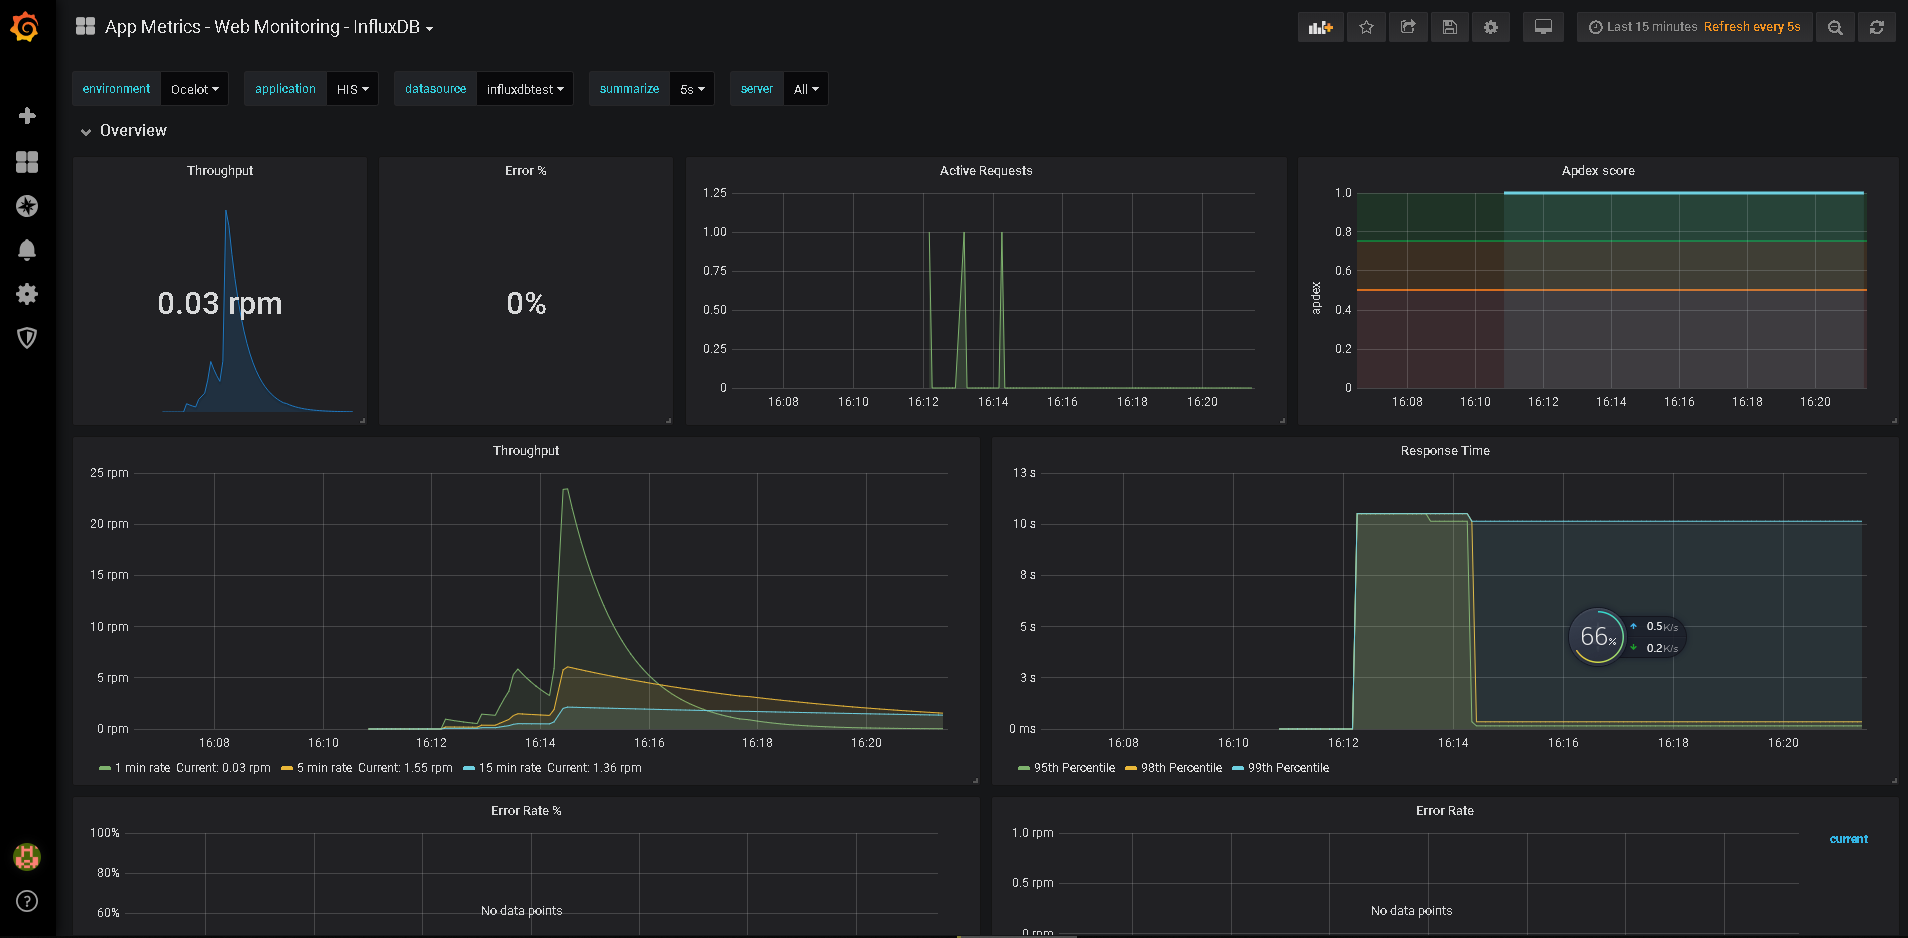 App Metrics - Web Monitoring - InfluxDB
Last 15 minutes Refresh every 5s
environment Ocelot application HIS datasource influxdbtest summarize 5s server All
Overview
Throughput
0.03 rpm
Error %
0%
Active Requests
1.25
1.00
0.75
0.50
0.25
0
16:08 16:10 16:12 16:14 16:16 16:18 16:20
Apdex score
apdex
1.0
0.8
0.6
0.4
0.2
0
16:08 16:10 16:12 16:14 16:16 16:18 16:20
Throughput
25 rpm
20 rpm
15 rpm
10 rpm
5 rpm
0 rpm
16:08 16:10 16:12 16:14 16:16 16:18 16:20
1 min rate Current: 0.03 rpm 5 min rate Current: 1.55 rpm 15 min rate Current: 1.36 rpm
Response Time
13 s
10 s
8 s
5 s
3 s
0 ms
16:08 16:10 16:12 16:14 16:16 16:18 16:20
95th Percentile 98th Percentile 99th Percentile
66%
0.5K/s
0.2K/s
Error Rate %
100%
80%
60%
No data points
Error Rate
1.0 rpm
0.5 rpm
0.0 rpm
current
No data points